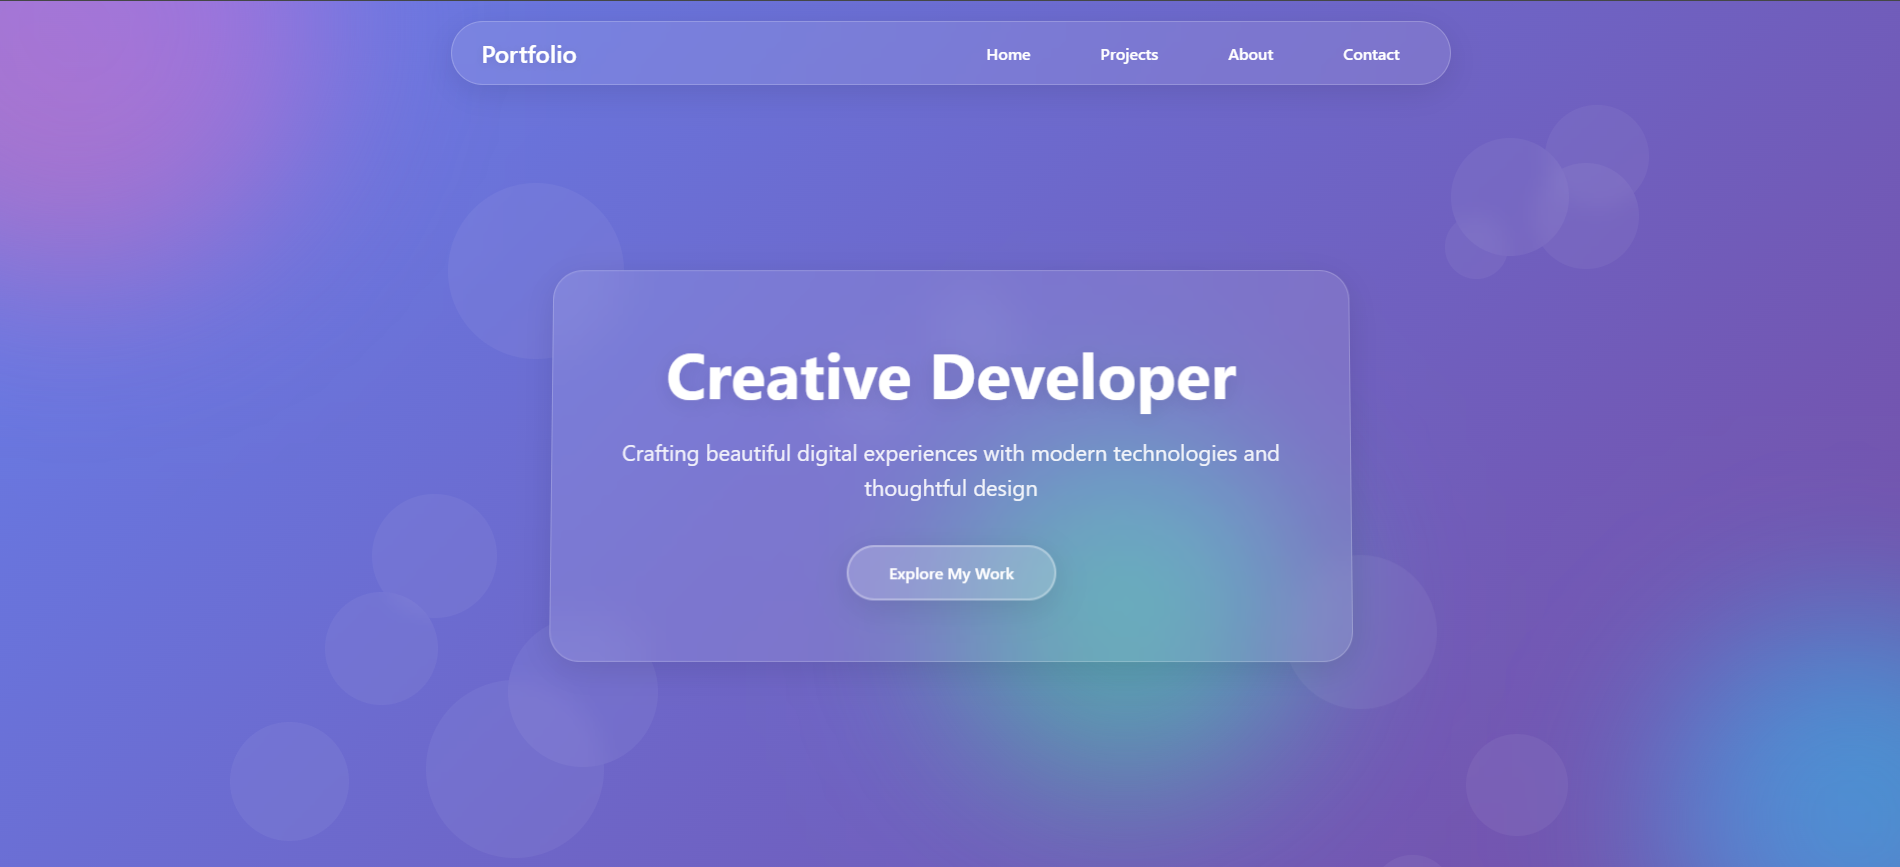 Portfolio
Home
Projects
About
Contact
Creative Developer
Crafting beautiful digital experiences with modern technologies and
thoughtful design
Explore My Work